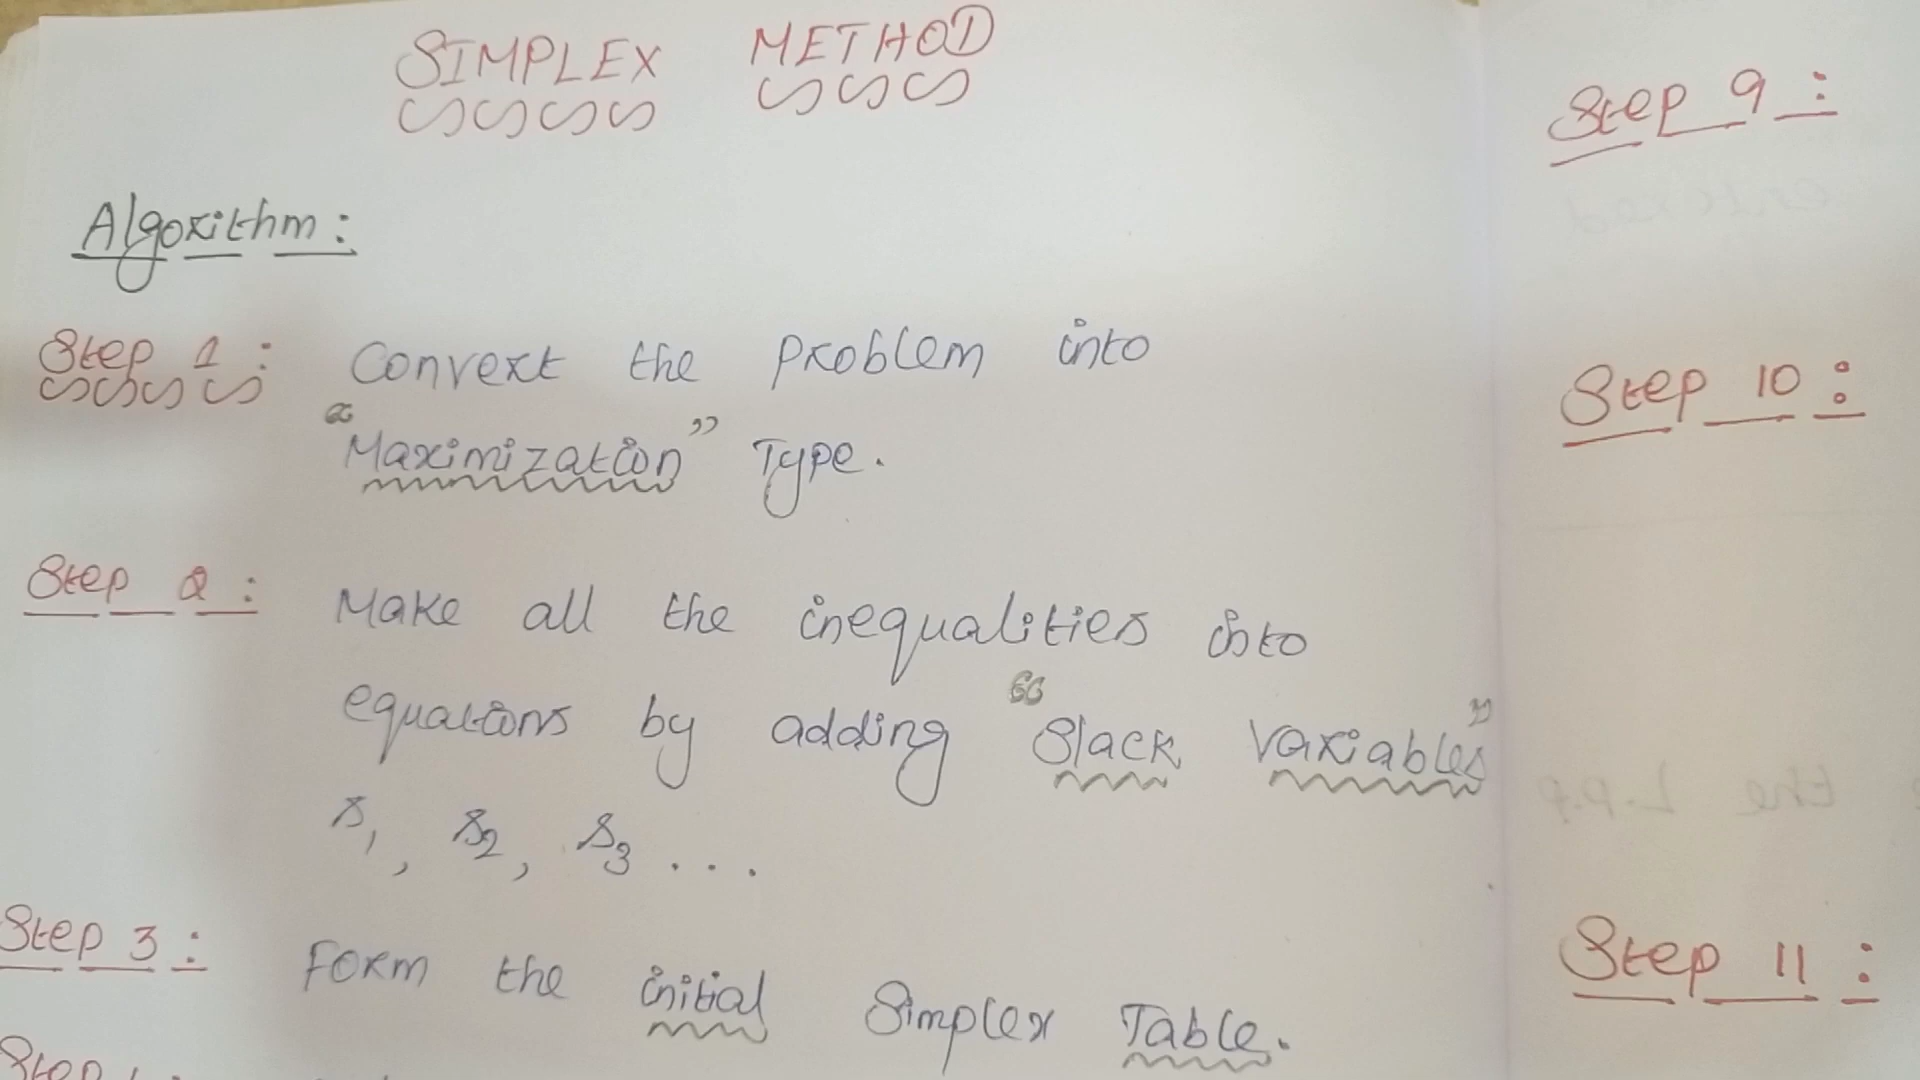 SIMPLEX METHOD
Algorithm:
Step 1: Convert the problem into
"Maximization" Type.
Step 2: Make all the inequalities into
equations by adding "Slack Variables"
s1, s2, s3 ...
Step 3: Form the initial Simplex Table.
Step
Step 9:
Step 10:
the L.P.P
Step 11: